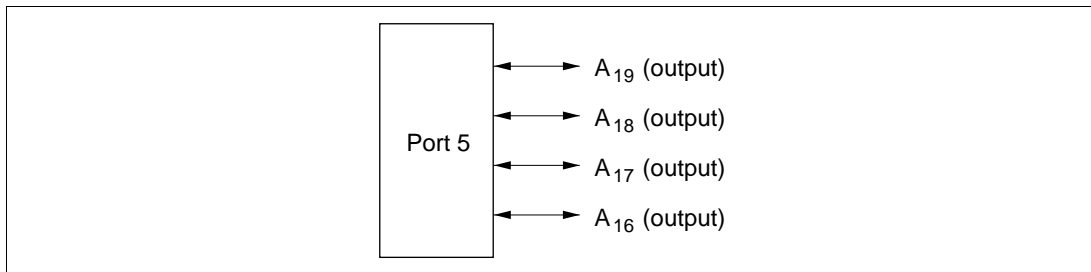 A19 (output)
A18 (output)
Port 5
A17 (output)
A16 (output)